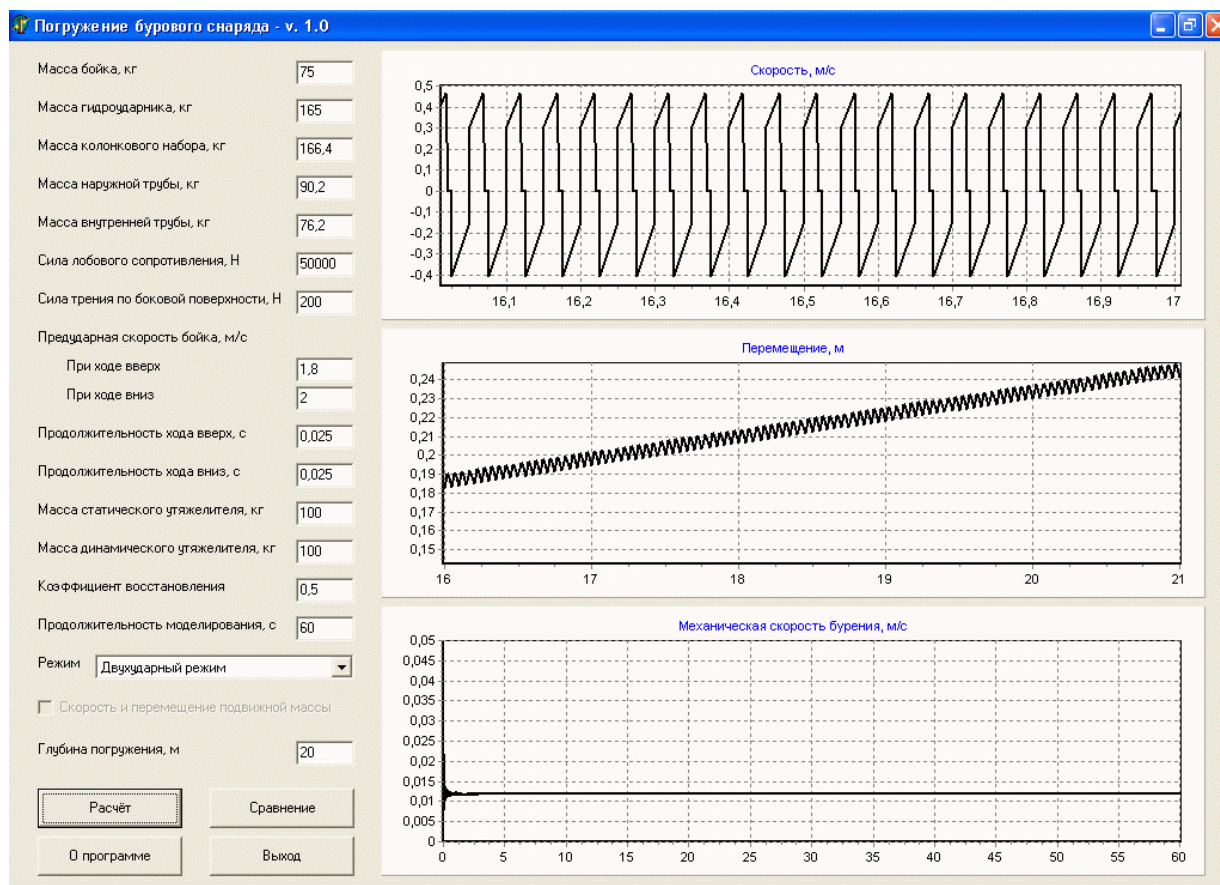 Погружение бурового снаряда - v. 1.0
Масса бойка, кг 75
Масса гидроударника, кг 165
Масса колонкового набора, кг 166,4
Масса наружной трубы, кг 90,2
Масса внутренней трубы, кг 76,2
Сила лобового сопротивления, Н 50000
Сила трения по боковой поверхности, Н 200
Предударная скорость бойка, м/с
При ходе вверх 1,8
При ходе вниз 2
Продолжительность хода вверх, с 0,025
Продолжительность хода вниз, с 0,025
Масса статического утяжелителя, кг 100
Масса динамического утяжелителя, кг 100
Коэффициент восстановления 0,5
Продолжительность моделирования, с 60
Режим Двухударный режим
Скорость и перемещение подвижной массы
Глубина погружения, м 20
Расчёт Сравнение
О программе Выход
Скорость, м/с
0,5
0,4
0,3
0,2
0,1
0
-0,1
-0,2
-0,3
-0,4
16,1 16,2 16,3 16,4 16,5 16,6 16,7 16,8 16,9 17
Перемещение, м
0,24
0,23
0,22
0,21
0,2
0,19
0,18
0,17
0,16
0,15
16 17 18 19 20 21
Механическая скорость бурения, м/с
0,05
0,045
0,04
0,035
0,03
0,025
0,02
0,015
0,01
0,005
0
0 5 10 15 20 25 30 35 40 45 50 55 60